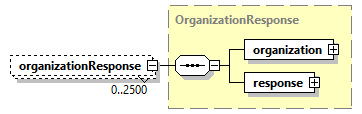 OrganizationResponse
organization
organizationResponse
0..2500
response